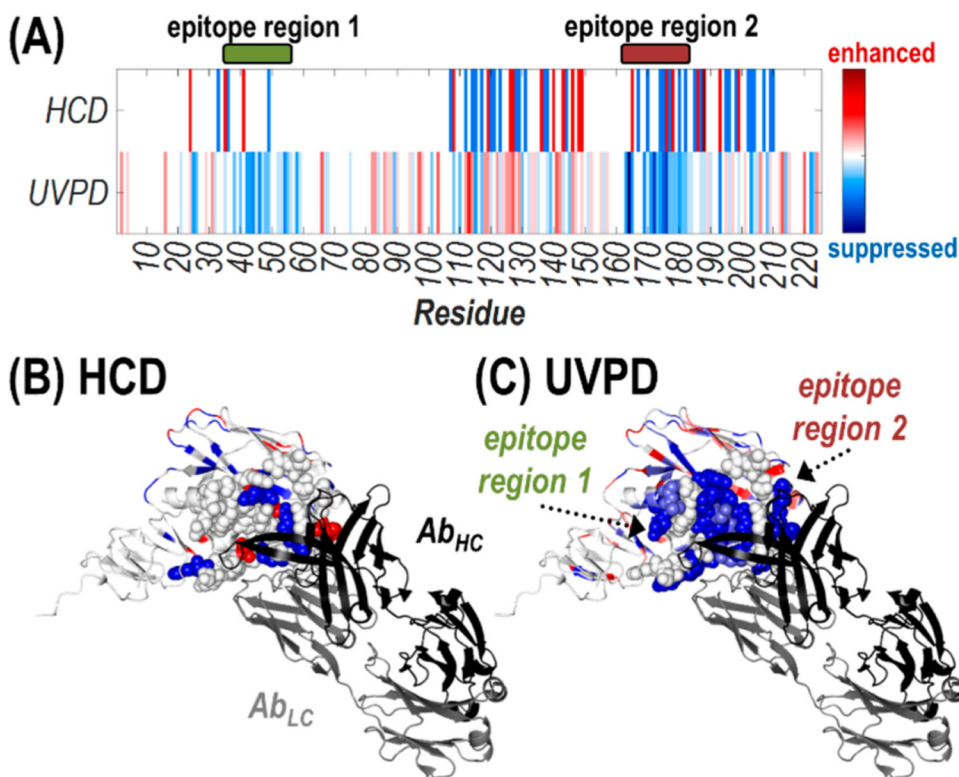 (A)
epitope region 1
epitope region 2
enhanced
HCD
UVPD
suppressed
10 20 30 40 50 60 70 80 90 100 110 120 130 140 150 160 170 180 190 200 210 220
Residue
(B) HCD
(C) UVPD
epitope
region 1
epitope
region 2
AbHC
AbLC